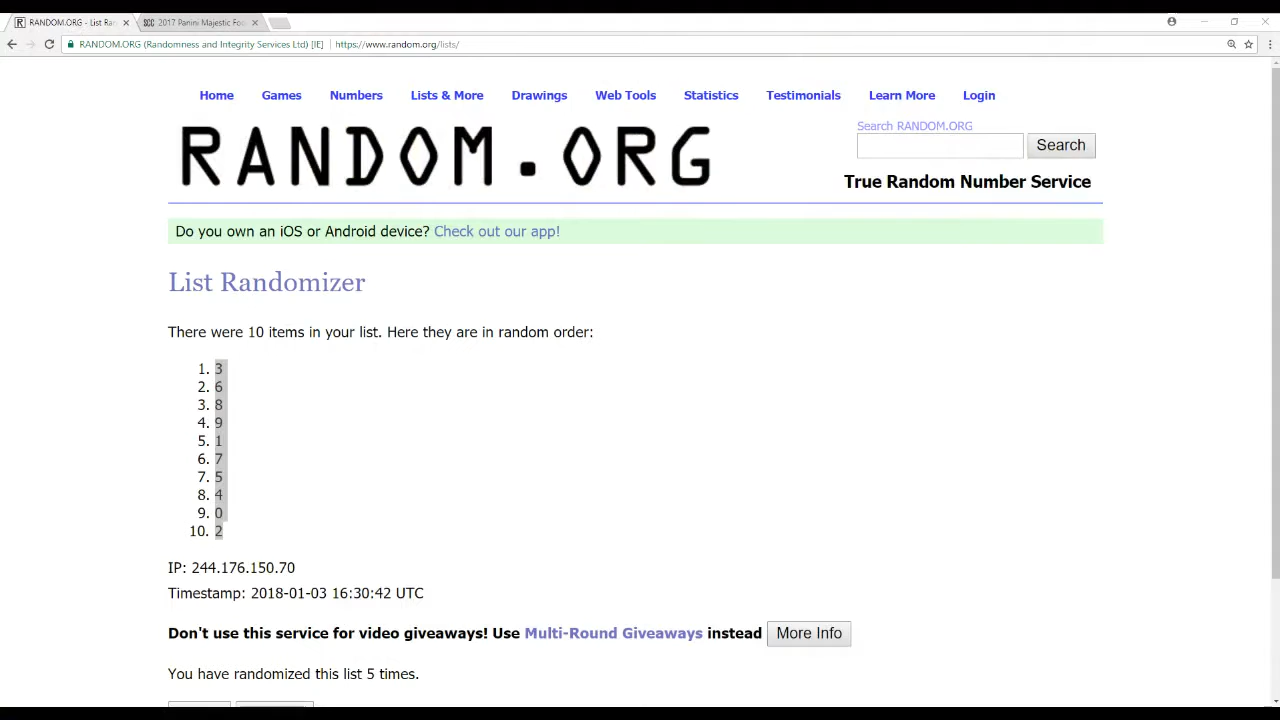 RANDOM.ORG - List Ra
2017 Panini Majestic Foo
RANDOM.ORG (Randomness and Integrity Services Ltd) [IE] https://www.random.org/lists/
Home Games Numbers Lists & More Drawings Web Tools Statistics Testimonials Learn More Login
RANDOM.ORG
Search RANDOM.ORG
Search
True Random Number Service
Do you own an iOS or Android device? Check out our app!
List Randomizer
There were 10 items in your list. Here they are in random order:
1. 3
2. 6
3. 8
4. 9
5. 1
6. 7
7. 5
8. 4
9. 0
10. 2
IP: 244.176.150.70
Timestamp: 2018-01-03 16:30:42 UTC
Don't use this service for video giveaways! Use Multi-Round Giveaways instead More Info
You have randomized this list 5 times.